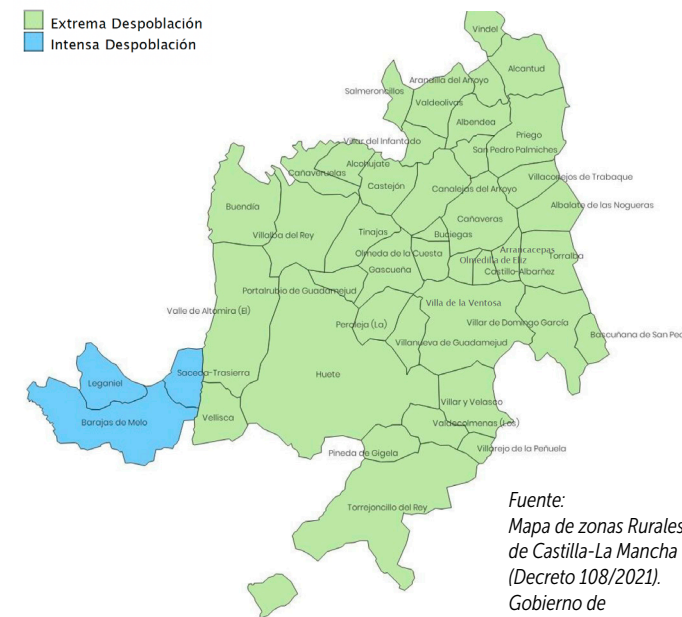 Extrema Despoblación
Intensa Despoblación
Vindel
Alcantud
Arandilla del Arroyo
Salmeroncillos
Valdeolivas
Albendea
Priego
Villar del Infantado
San Pedro Palmiches
Alcohujate
Cañaveruelas
Villaconejos de Trabaque
Castejón
Canalejas del Arroyo
Buendía
Albalate de las Nogueras
Cañaveras
Villalba del Rey
Tinajas
Buciegas
Arrancacepas
Olmeda de la Cuesta
Olmedilla de Eliz
Torralba
Gascueña
Castillo-Albarñez
Portalrubio de Guadamejud
Villa de la Ventosa
Valle de Altomira (El)
Peraleja (La)
Villar de Domingo García
Bascuñana de San Ped
Villanueva de Guadamejud
Saceda-Trasierra
Huete
Leganiel
Villar y Velasco
Vellisca
Barajas de Melo
Valdecolmenas (Los)
Villarejo de la Peñuela
Pineda de Gigela
Torrejoncillo del Rey
Fuente:
Mapa de zonas Rurales
de Castilla-La Mancha
(Decreto 108/2021).
Gobierno de